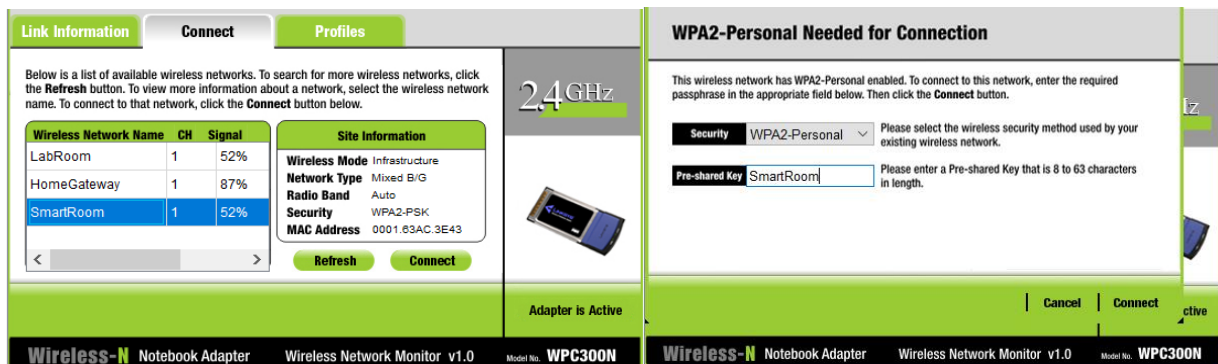 Link Information Connect Profiles
Below is a list of available wireless networks. To search for more wireless networks, click
the Refresh button. To view more information about a network, select the wireless network
name. To connect to that network, click the Connect button below.
2.4GHz
Wireless Network Name CH Signal
LabRoom 1 52%
HomeGateway 1 87%
SmartRoom 1 52%
Site Information
Wireless Mode Infrastructure
Network Type Mixed B/G
Radio Band Auto
Security WPA2-PSK
MAC Address 0001.63AC.3E43
Refresh Connect
Adapter is Active
Wireless-N Notebook Adapter Wireless Network Monitor v1.0 Model No. WPC300N
WPA2-Personal Needed for Connection
This wireless network has WPA2-Personal enabled. To connect to this network, enter the required
passphrase in the appropriate field below. Then click the Connect button.
Security WPA2-Personal Please select the wireless security method used by your
existing wireless network.
Pre-shared Key SmartRoom Please enter a Pre-shared Key that is 8 to 63 characters
in length.
Cancel Connect
ctive
Wireless-N Notebook Adapter Wireless Network Monitor v1.0 Model No. WPC300N